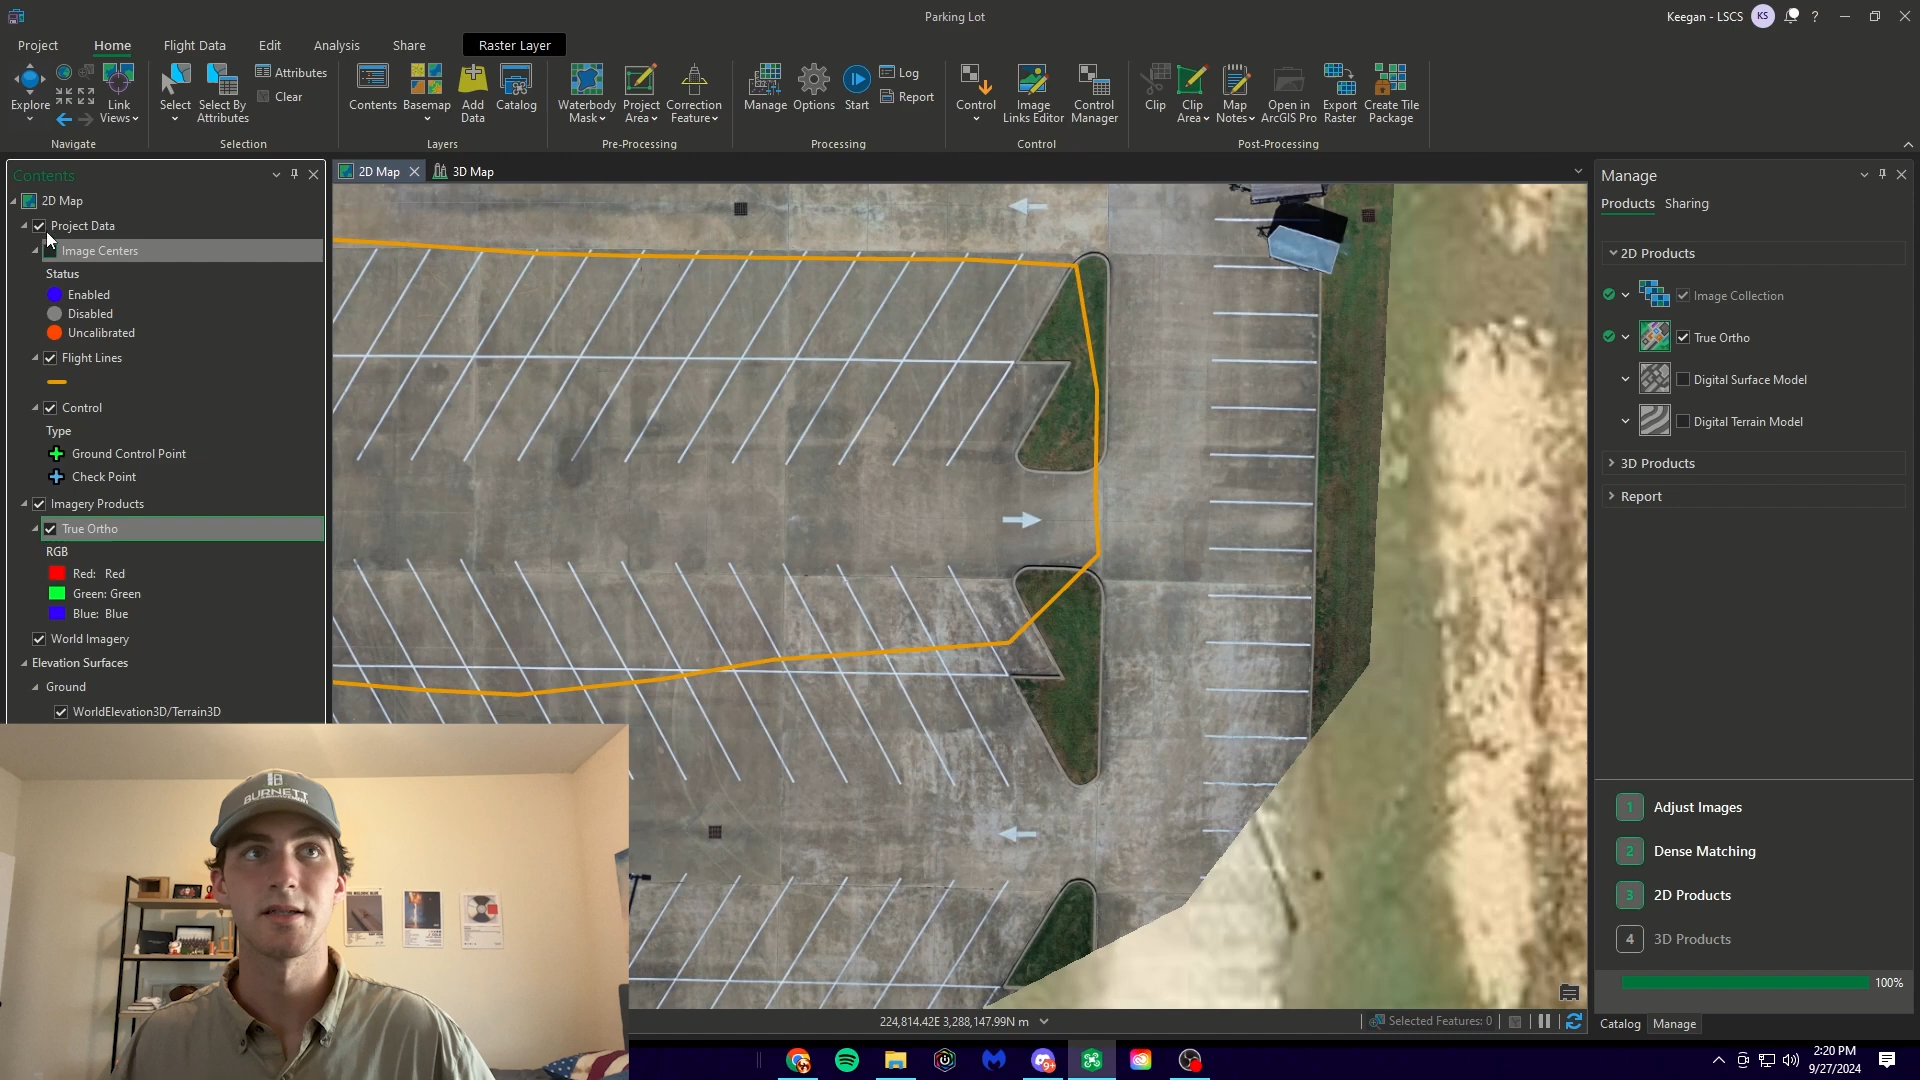 Parking Lot
Keegan - LSCS
KS
?
Project
Home
Flight Data
Edit
Analysis
Share
Raster Layer
Explore
Link Views
Navigate
Select
Select By Attributes
Attributes
Clear
Selection
Contents
Basemap
Add Data
Catalog
Layers
Waterbody Mask
Project Area
Correction Feature
Pre-Processing
Manage
Options
Start
Log
Report
Processing
Control
Image Links Editor
Control Manager
Control
Clip
Clip Area
Map Notes
Open in ArcGIS Pro
Export Raster
Create Tile Package
Post-Processing
Contents
2D Map
Project Data
Image Centers
Status
Enabled
Disabled
Uncalibrated
Flight Lines
Control
Type
Ground Control Point
Check Point
Imagery Products
True Ortho
RGB
Red: Red
Green: Green
Blue: Blue
World Imagery
Elevation Surfaces
Ground
WorldElevation3D/Terrain3D
2D Map
3D Map
BURNETT
224,814.42E 3,288,147.99N m
Selected Features: 0
Manage
Products
Sharing
2D Products
Image Collection
True Ortho
Digital Surface Model
Digital Terrain Model
3D Products
Report
1 Adjust Images
2 Dense Matching
3 2D Products
4 3D Products
100%
Catalog
Manage
9+
2:20 PM
9/27/2024